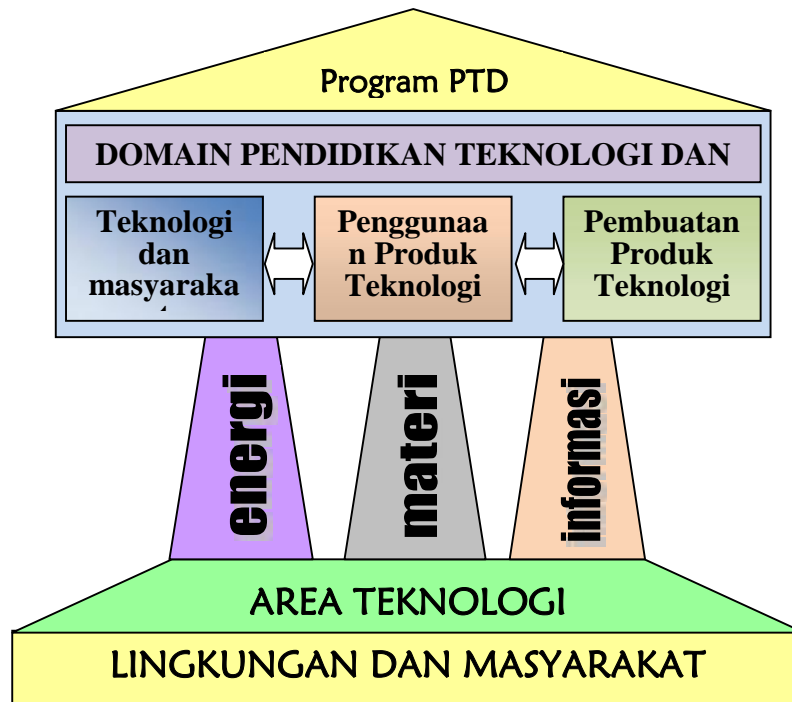 Program PTD
DOMAIN PENDIDIKAN TEKNOLOGI DAN
Teknologi
dan
masyaraka
Penggunaa
n Produk
Teknologi
Pembuatan
Produk
Teknologi
energi
materi
informasi
AREA TEKNOLOGI
LINGKUNGAN DAN MASYARAKAT